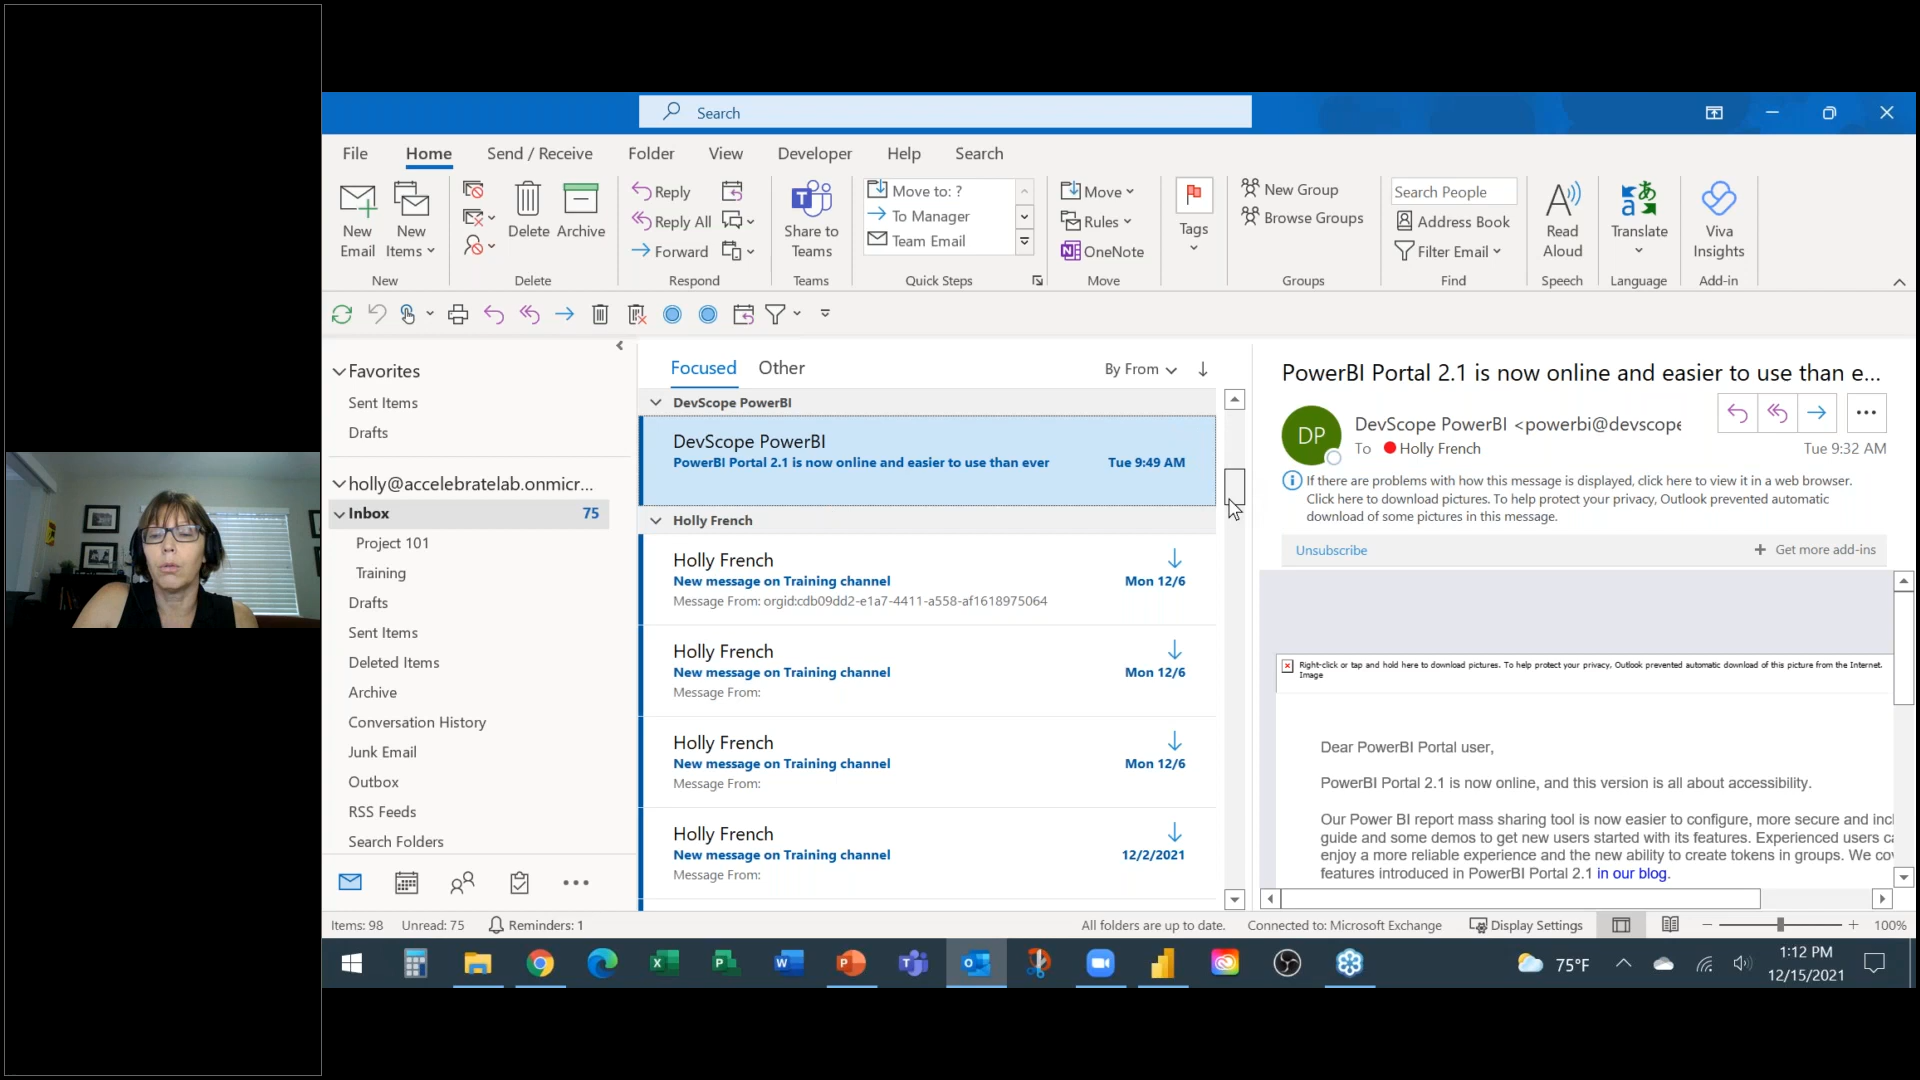 Search
File Home Send / Receive Folder View Developer Help Search
New Email
New Items
Delete
Archive
Reply
Reply All
Forward
Share to Teams
Move to: ?
To Manager
Team Email
Move
Rules
OneNote
Tags
New Group
Browse Groups
Search People
Address Book
Filter Email
Read Aloud
Translate
Viva Insights
New Delete Respond Teams Quick Steps Move Groups Find Speech Language Add-in
Favorites
Sent Items
Drafts
holly@accelebratelab.onmicr...
Inbox 75
Project 101
Training
Drafts
Sent Items
Deleted Items
Archive
Conversation History
Junk Email
Outbox
RSS Feeds
Search Folders
Focused Other By From
DevScope PowerBI
DevScope PowerBI
PowerBI Portal 2.1 is now online and easier to use than ever Tue 9:49 AM
Holly French
Holly French
New message on Training channel Mon 12/6
Message From: orgid:cdb09dd2-e1a7-4411-a558-af1618975064
Holly French
New message on Training channel Mon 12/6
Message From:
Holly French
New message on Training channel Mon 12/6
Message From:
Holly French
New message on Training channel 12/2/2021
Message From:
PowerBI Portal 2.1 is now online and easier to use than e...
DP
DevScope PowerBI <powerbi@devscope
To Holly French Tue 9:32 AM
If there are problems with how this message is displayed, click here to view it in a web browser.
Click here to download pictures. To help protect your privacy, Outlook prevented automatic
download of some pictures in this message.
Unsubscribe + Get more add-ins
Right-click or tap and hold here to download pictures. To help protect your privacy, Outlook prevented automatic download of this picture from the Internet.
Image
Dear PowerBI Portal user,
PowerBI Portal 2.1 is now online, and this version is all about accessibility.
Our Power BI report mass sharing tool is now easier to configure, more secure and incl
guide and some demos to get new users started with its features. Experienced users ca
enjoy a more reliable experience and the new ability to create tokens in groups. We cov
features introduced in PowerBI Portal 2.1 in our blog.
Items: 98 Unread: 75 Reminders: 1 All folders are up to date. Connected to: Microsoft Exchange Display Settings 100%
75°F
1:12 PM
12/15/2021